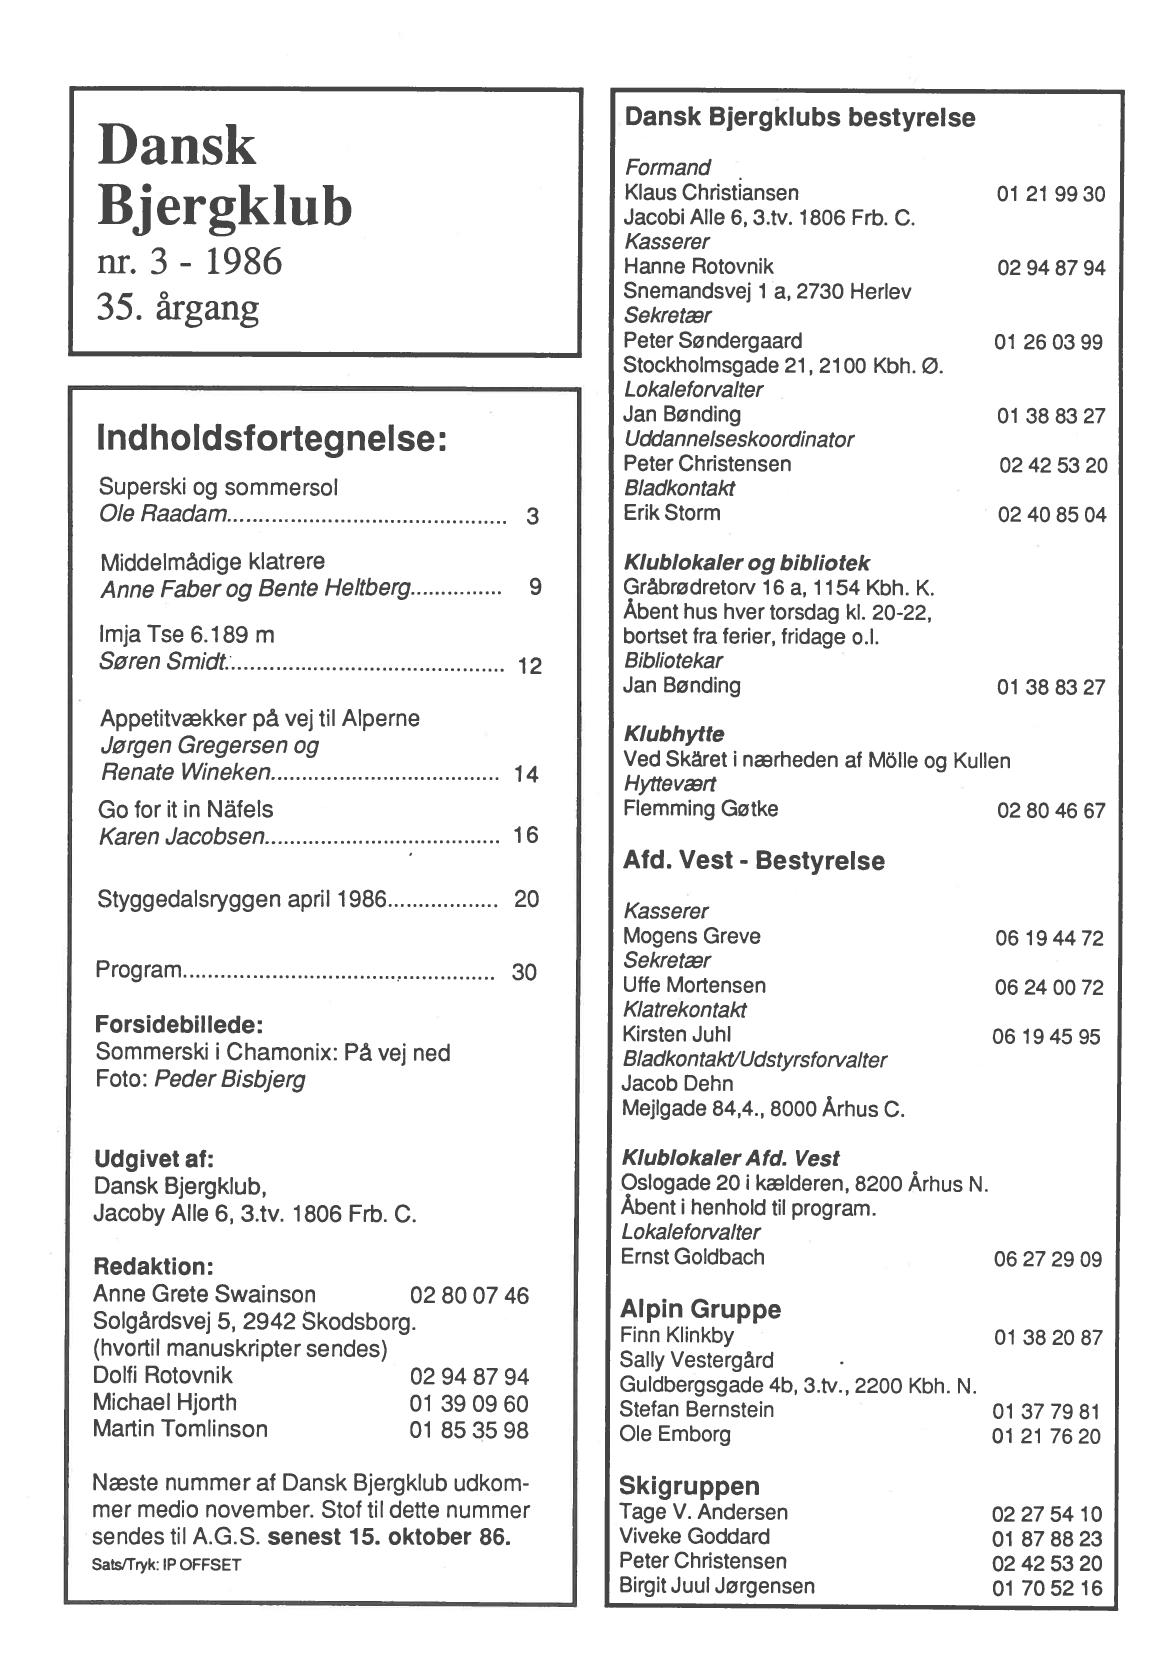 Dansk
Bjergklub
nr. 3 - 1986
35. årgang
Indholdsfortegnelse:
Superski og sommersol
Ole Raadam............................................. 3
Middelmådige klatrere
Anne Faber og Bente Heltberg............... 9
Imja Tse 6.189 m
Søren Smidt............................................. 12
Appetitvækker på vej til Alperne
Jørgen Gregersen og
Renate Wineken..................................... 14
Go for it in Näfels
Karen Jacobsen...................................... 16
Styggedalsryggen april 1986.................. 20
Program.................................................. 30
Forsidebillede:
Sommerski i Chamonix: På vej ned
Foto: Peder Bisbjerg
Udgivet af:
Dansk Bjergklub,
Jacoby Alle 6, 3.tv. 1806 Frb. C.
Redaktion:
Anne Grete Swainson 02 80 07 46
Solgårdsvej 5, 2942 Skodsborg.
(hvortil manuskripter sendes)
Dolfi Rotovnik 02 94 87 94
Michael Hjorth 01 39 09 60
Martin Tomlinson 01 85 35 98
Næste nummer af Dansk Bjergklub udkom-
mer medio november. Stof til dette nummer
sendes til A.G.S. senest 15. oktober 86.
Sats/Tryk: IP OFFSET
Dansk Bjergklubs bestyrelse
Formand
Klaus Christiansen 01 21 99 30
Jacobi Alle 6, 3.tv. 1806 Frb. C.
Kasserer
Hanne Rotovnik 02 94 87 94
Snemandsvej 1 a, 2730 Herlev
Sekretær
Peter Søndergaard 01 26 03 99
Stockholmsgade 21, 2100 Kbh. Ø.
Lokaleforvalter
Jan Bønding 01 38 83 27
Uddannelseskoordinator
Peter Christensen 02 42 53 20
Bladkontakt
Erik Storm 02 40 85 04
Klublokaler og bibliotek
Gråbrødretorv 16 a, 1154 Kbh. K.
Åbent hus hver torsdag kl. 20-22,
bortset fra ferier, fridage o.l.
Bibliotekar
Jan Bønding 01 38 83 27
Klubhytte
Ved Skäret i nærheden af Mölle og Kullen
Hyttevært
Flemming Gøtke 02 80 46 67
Afd. Vest - Bestyrelse
Kasserer
Mogens Greve 06 19 44 72
Sekretær
Uffe Mortensen 06 24 00 72
Klatrekontakt
Kirsten Juhl 06 19 45 95
Bladkontakt/Udstyrsforvalter
Jacob Dehn
Mejlgade 84,4., 8000 Århus C.
Klublokaler Afd. Vest
Oslogade 20 i kælderen, 8200 Århus N.
Åbent i henhold til program.
Lokaleforvalter
Ernst Goldbach 06 27 29 09
Alpin Gruppe
Finn Klinkby 01 38 20 87
Sally Vestergård
Guldbergsgade 4b, 3.tv., 2200 Kbh. N.
Stefan Bernstein 01 37 79 81
Ole Emborg 01 21 76 20
Skigruppen
Tage V. Andersen 02 27 54 10
Viveke Goddard 01 87 88 23
Peter Christensen 02 42 53 20
Birgit Juul Jørgensen 01 70 52 16